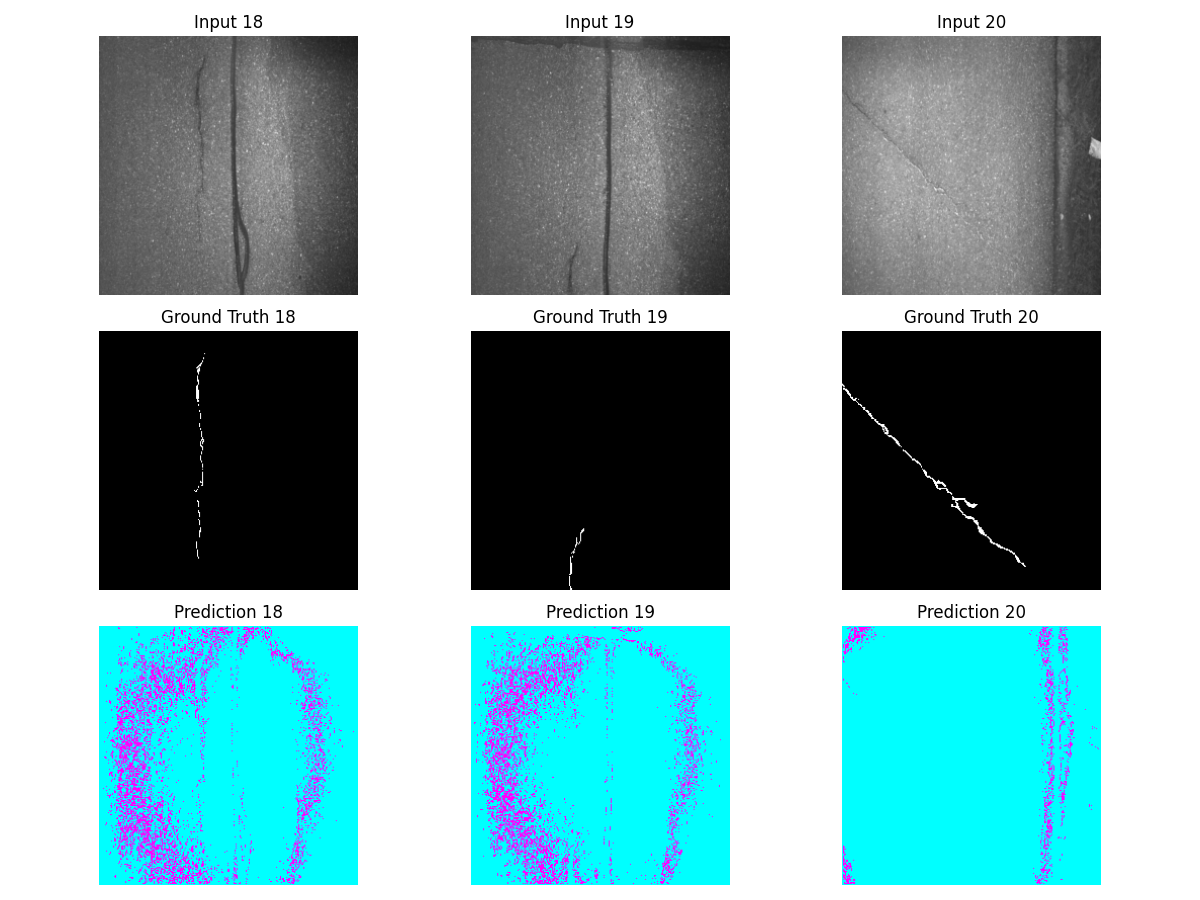 Input 18
Input 19
Input 20
Ground Truth 18
Ground Truth 19
Ground Truth 20
Prediction 18
Prediction 19
Prediction 20